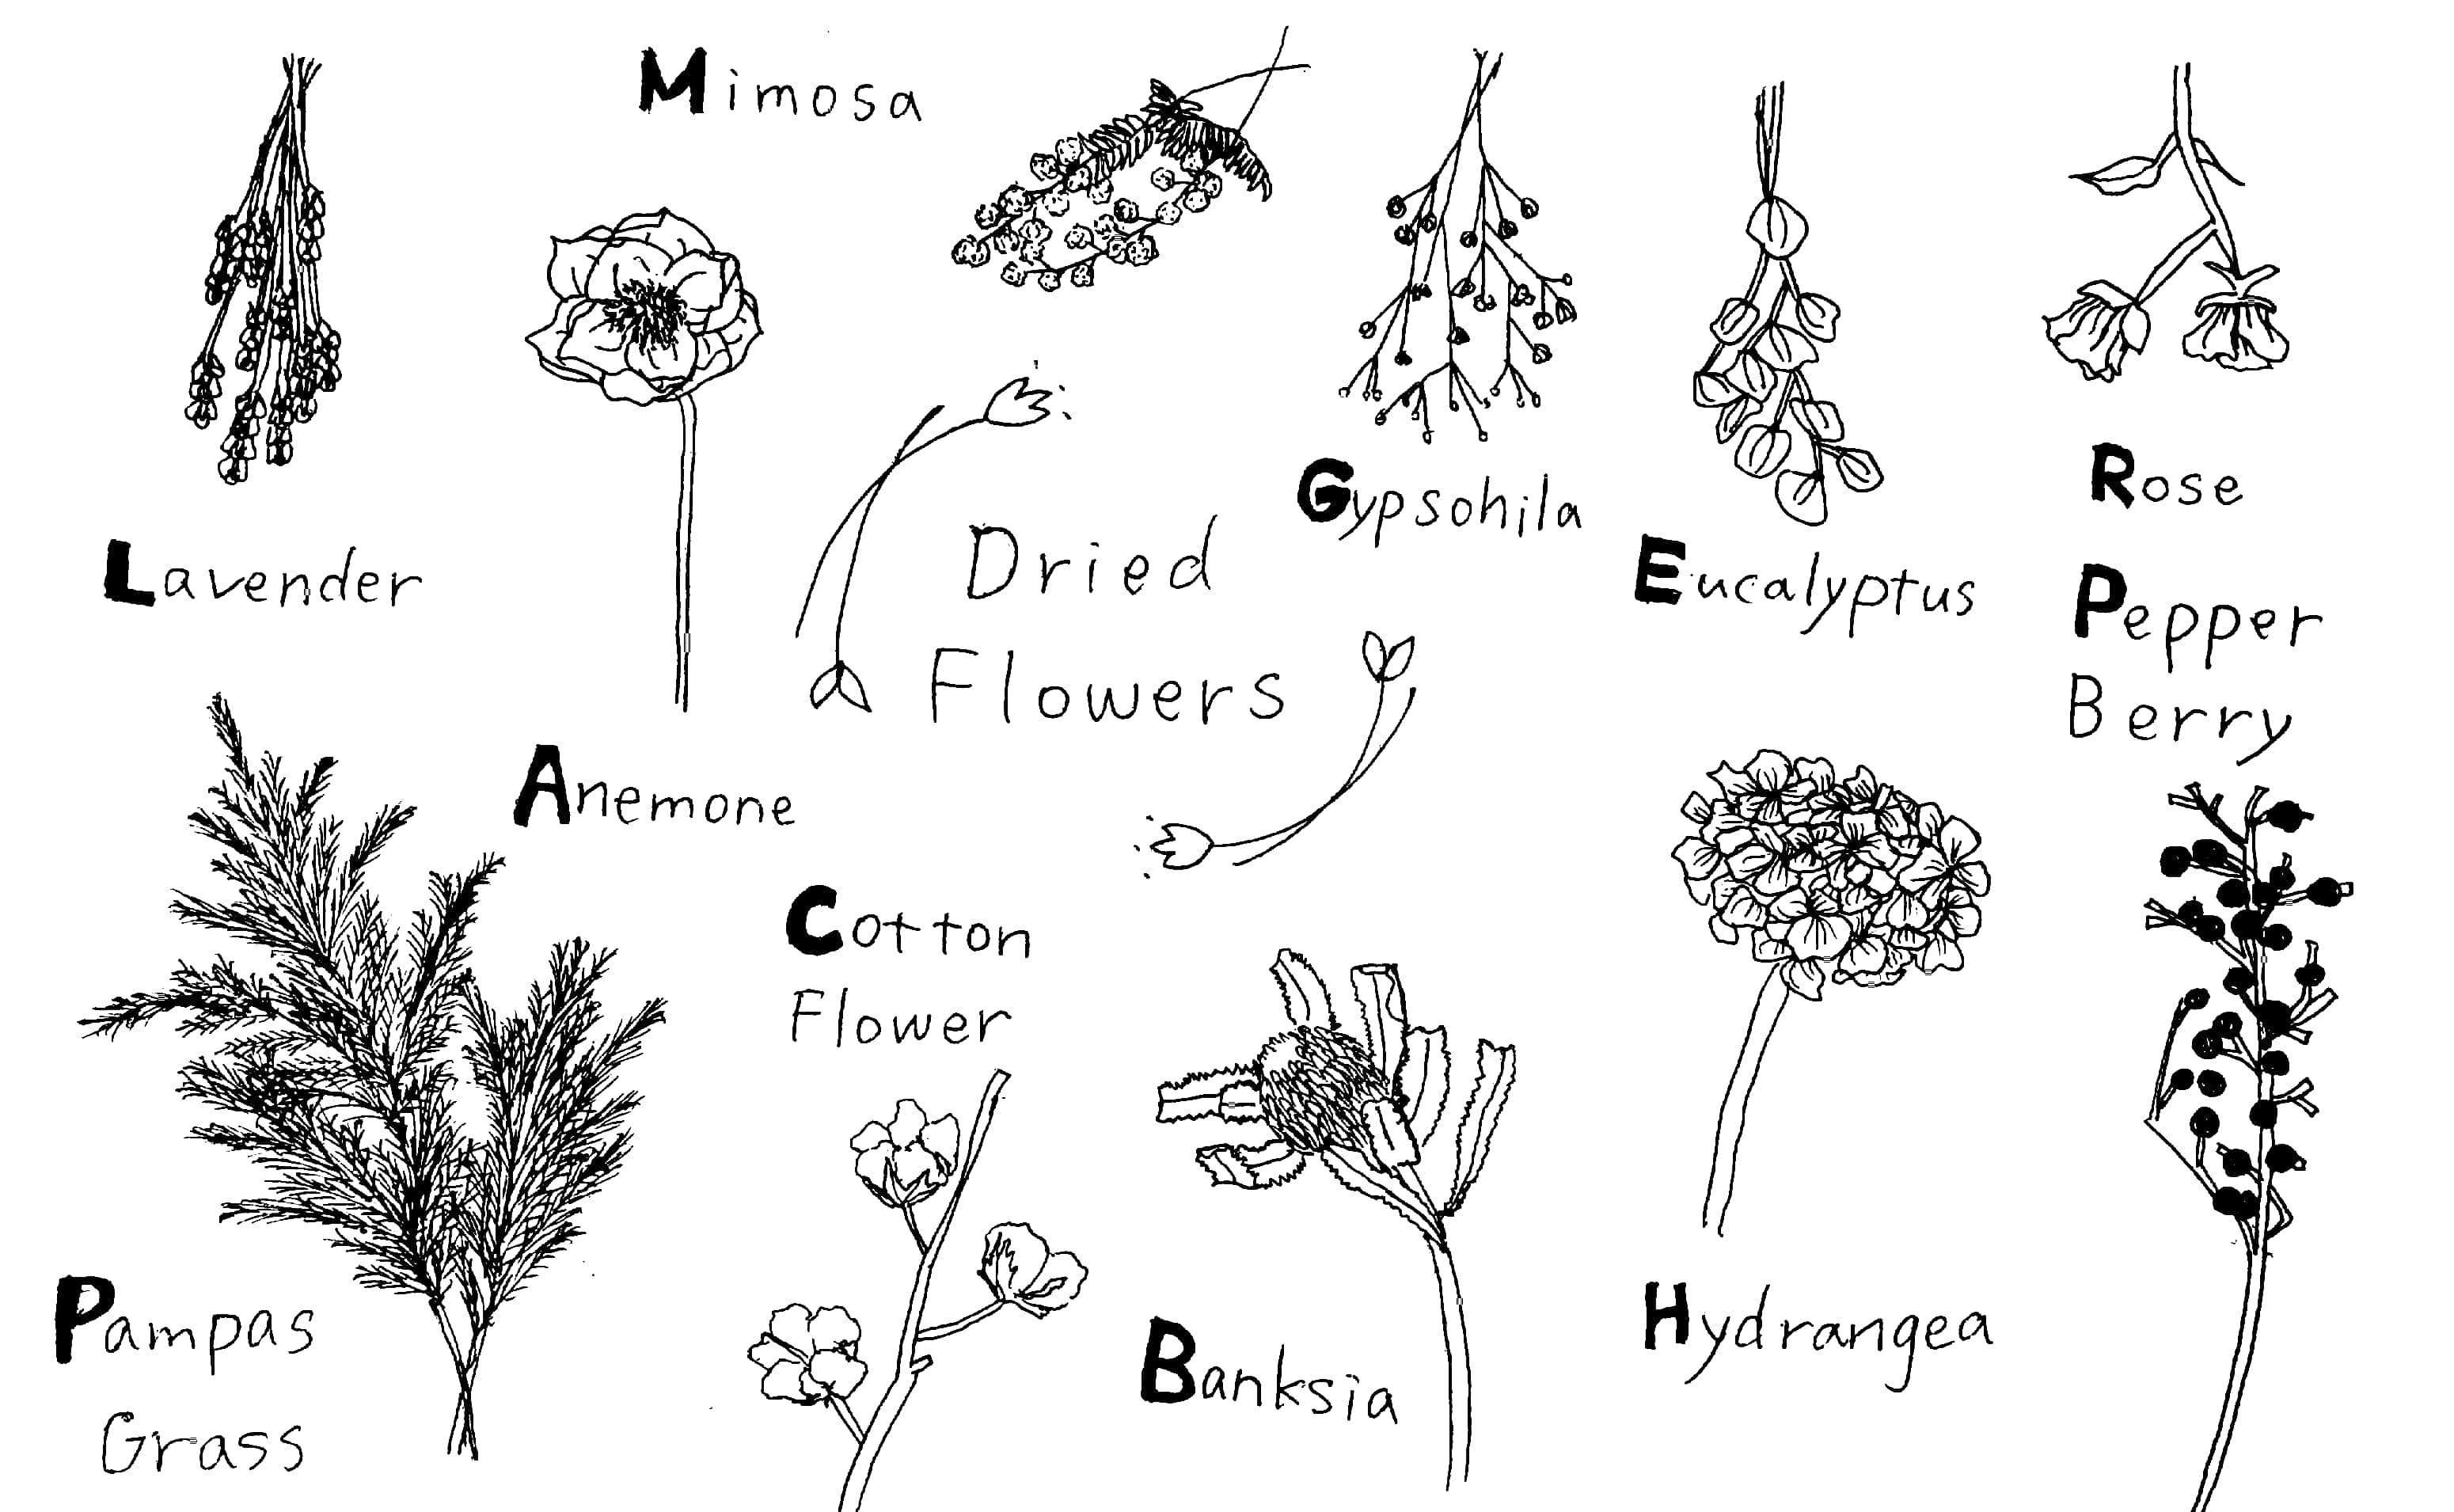 Mimosa
Lavender
Gypsohila
Rose
Eucalyptus
Dried
Flowers
Pepper
Berry
Anemone
Cotton
Flower
Pampas
Grass
Banksia
Hydrangea